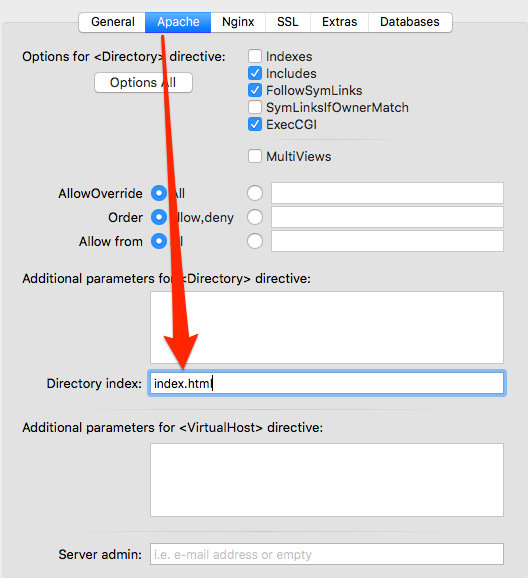 General Apache Nginx SSL Extras Databases
Options for <Directory> directive: Indexes
Options All Includes
FollowSymLinks
SymLinksIfOwnerMatch
ExecCGI
MultiViews
AllowOverride All
Order allow,deny
Allow from all
Additional parameters for <Directory> directive:
Directory index: index.html
Additional parameters for <VirtualHost> directive:
Server admin: i.e. e-mail address or empty